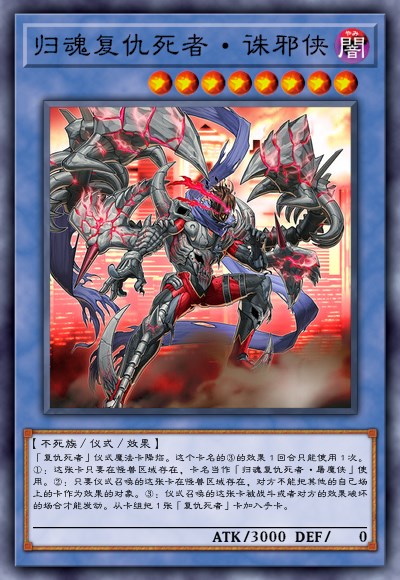 归魂复仇死者·诛邪侠
闇
やみ
【不死族/仪式/效果】
「复仇死者」仪式魔法卡降临。这个卡名的③的效果1回合只能使用1次。
①：这张卡只要在怪兽区域存在，卡名当作「归魂复仇死者·屠魔侠」使
用。②：只要仪式召唤的这张卡在怪兽区域存在，对方不能把其他的自己场
上的卡作为效果的对象。③：仪式召唤的这张卡被战斗或者对方的效果破坏
的场合才能发动。从卡组把1张「复仇死者」卡加入手卡。
ATK/3000 DEF/ 0